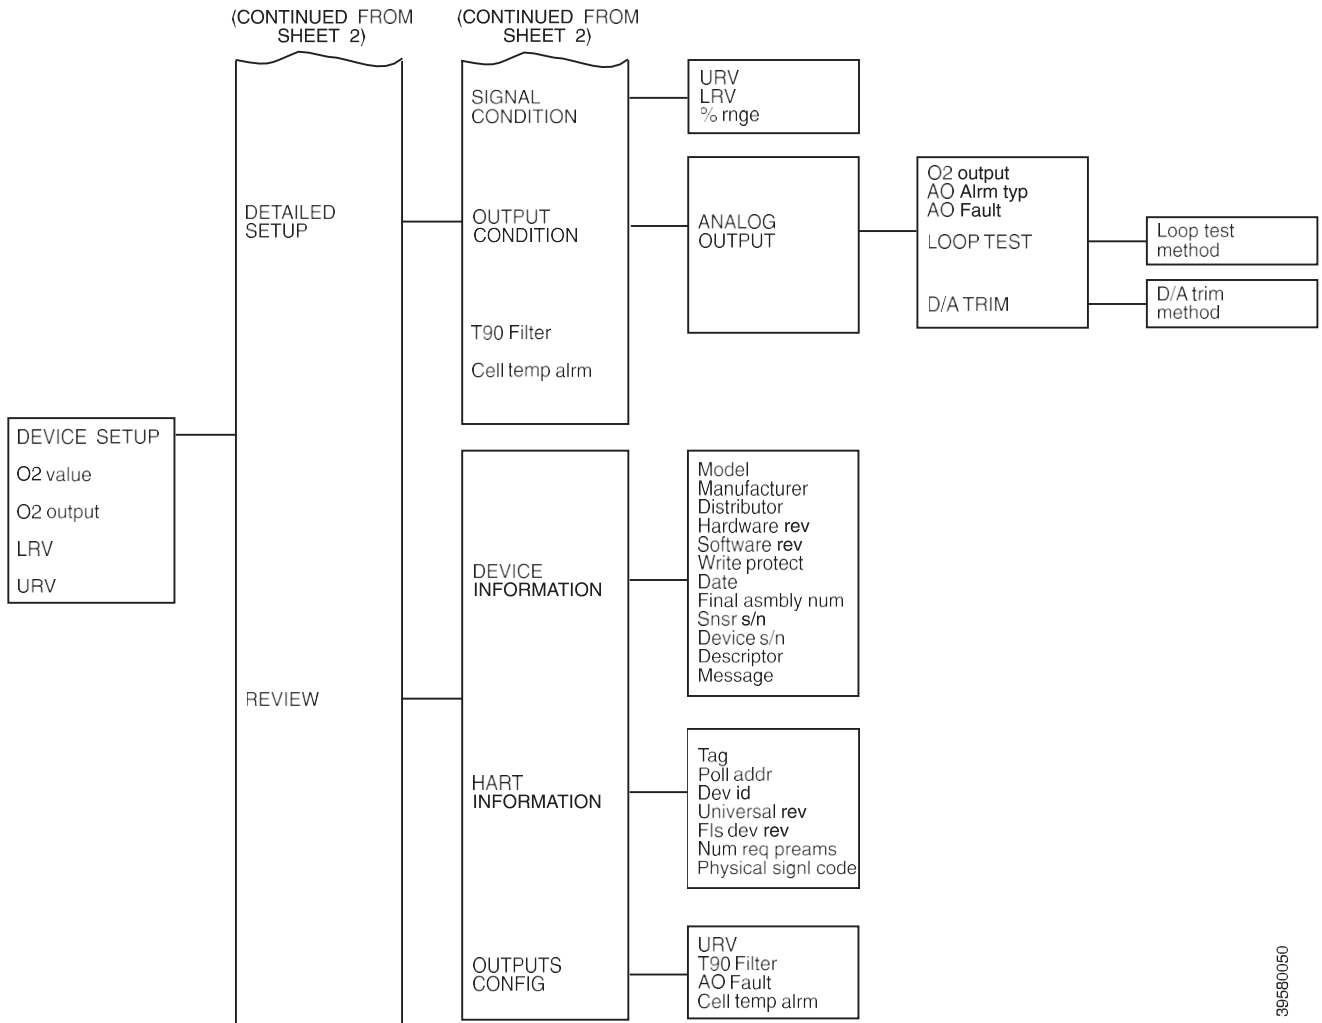 (CONTINUED FROM
SHEET 2)
(CONTINUED FROM
SHEET 2)
DEVICE SETUP
O2 value
O2 output
LRV
URV
DETAILED
SETUP
REVIEW
SIGNAL
CONDITION
OUTPUT
CONDITION
T90 Filter
Cell temp alrm
URV
LRV
% rnge
ANALOG
OUTPUT
O2 output
AO Alrm typ
AO Fault
LOOP TEST
D/A TRIM
Loop test
method
D/A trim
method
DEVICE
INFORMATION
Model
Manufacturer
Distributor
Hardware rev
Software rev
Write protect
Date
Final asmbly num
Snsr s/n
Device s/n
Descriptor
Message
HART
INFORMATION
Tag
Poll addr
Dev id
Universal rev
Fls dev rev
Num req preams
Physical signl code
OUTPUTS
CONFIG
URV
T90 Filter
AO Fault
Cell temp alrm
39580050